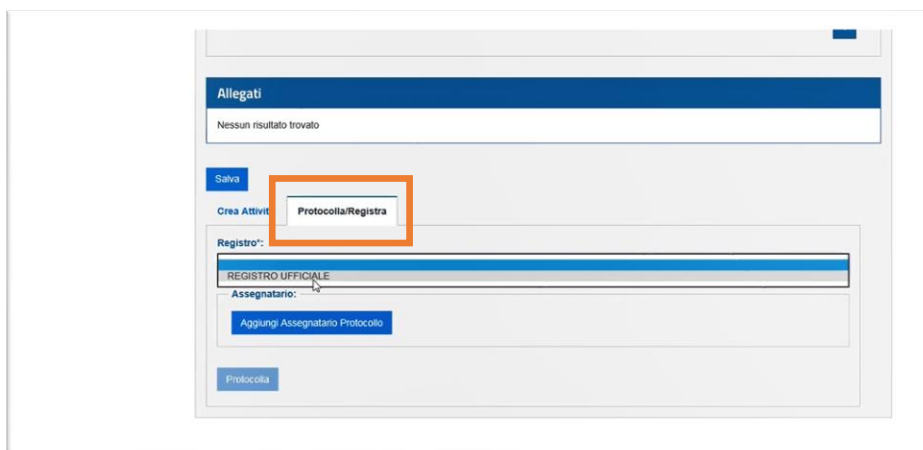 Allegati
Nessun risultato trovato
Salva
Crea Attivit
Protocolla/Registra
Registro*:
REGISTRO UFFICIALE
Assegnatario:
Aggiungi Assegnatario Protocollo
Protocolla